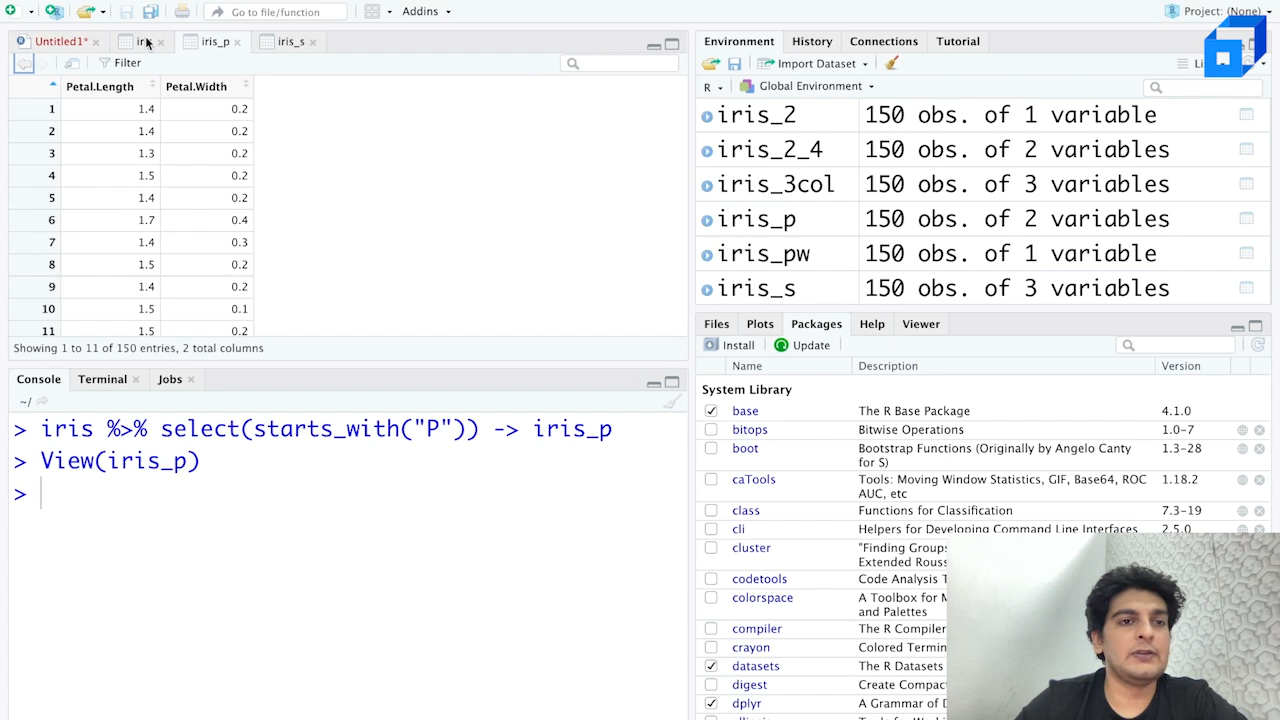 Go to file/function
Addins
Project: (None)
Untitled1*
iris_p
iris_s
Filter
Petal.Length Petal.Width
1 1.4 0.2
2 1.4 0.2
3 1.3 0.2
4 1.5 0.2
5 1.4 0.2
6 1.7 0.4
7 1.4 0.3
8 1.5 0.2
9 1.4 0.2
10 1.5 0.1
11 1.5 0.2
Showing 1 to 11 of 150 entries, 2 total columns
Console Terminal Jobs
~/
> iris %>% select(starts_with("P")) -> iris_p
> View(iris_p)
>
Environment History Connections Tutorial
Import Dataset
R Global Environment
iris_2 150 obs. of 1 variable
iris_2_4 150 obs. of 2 variables
iris_3col 150 obs. of 3 variables
iris_p 150 obs. of 2 variables
iris_pw 150 obs. of 1 variable
iris_s 150 obs. of 3 variables
Files Plots Packages Help Viewer
Install Update
Name Description Version
System Library
base The R Base Package 4.1.0
bitops Bitwise Operations 1.0-7
boot Bootstrap Functions (Originally by Angelo Canty 1.3-28
for S)
caTools Tools: Moving Window Statistics, GIF, Base64, ROC 1.18.2
AUC, etc
class Functions for Classification 7.3-19
cli Helpers for Developing Command Line Interfaces 2.5.0
cluster "Finding Groups
Extended
codetools Code Analysis
colorspace A Toolbox for
and Palettes
compiler The R Compiler
crayon Colored
datasets The R Datasets
digest Create
dplyr A Grammar of